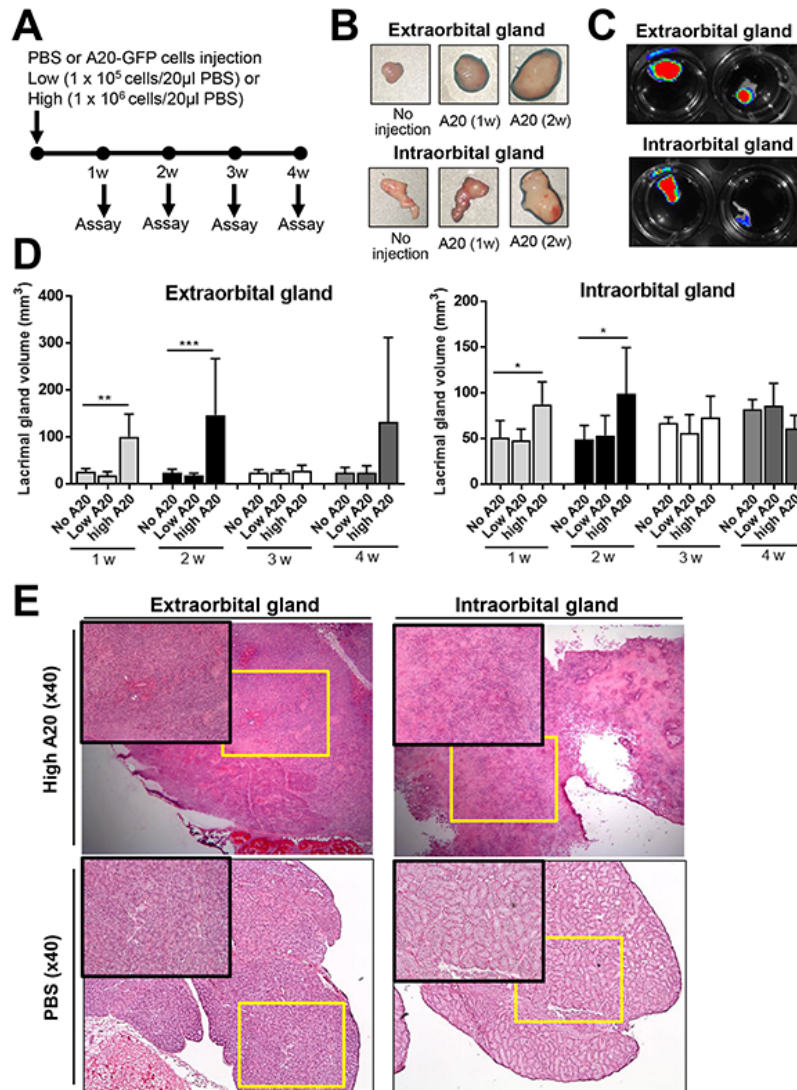 A
PBS or A20-GFP cells injection
Low (1 x 10⁵ cells/20µl PBS) or
High (1 x 10⁶ cells/20µl PBS)
1w 2w 3w 4w
Assay Assay Assay Assay
B
Extraorbital gland
No injection A20 (1w) A20 (2w)
Intraorbital gland
No injection A20 (1w) A20 (2w)
C
Extraorbital gland
Intraorbital gland
D
Extraorbital gland
Lacrimal gland volume (mm³)
400
300
200
100
0
** ***
No A20 Low A20 high A20 No A20 Low A20 high A20 No A20 Low A20 high A20 No A20 Low A20 high A20
1 w 2 w 3 w 4 w
Intraorbital gland
Lacrimal gland volume (mm³)
200
150
100
50
0
* *
No A20 Low A20 high A20 No A20 Low A20 high A20 No A20 Low A20 high A20 No A20 Low A20 high A20
1 w 2 w 3 w 4 w
E
Extraorbital gland Intraorbital gland
High A20 (x40)
PBS (x40)